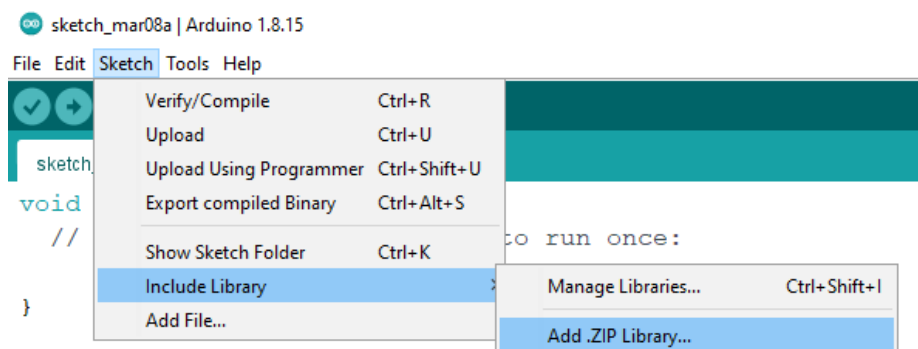 sketch_mar08a | Arduino 1.8.15
File Edit Sketch Tools Help
Verify/Compile Ctrl+R
Upload Ctrl+U
sketch_
Upload Using Programmer Ctrl+Shift+U
void
Export compiled Binary Ctrl+Alt+S
// to run once:
Show Sketch Folder Ctrl+K
Include Library
Manage Libraries... Ctrl+Shift+I
}
Add File...
Add .ZIP Library...